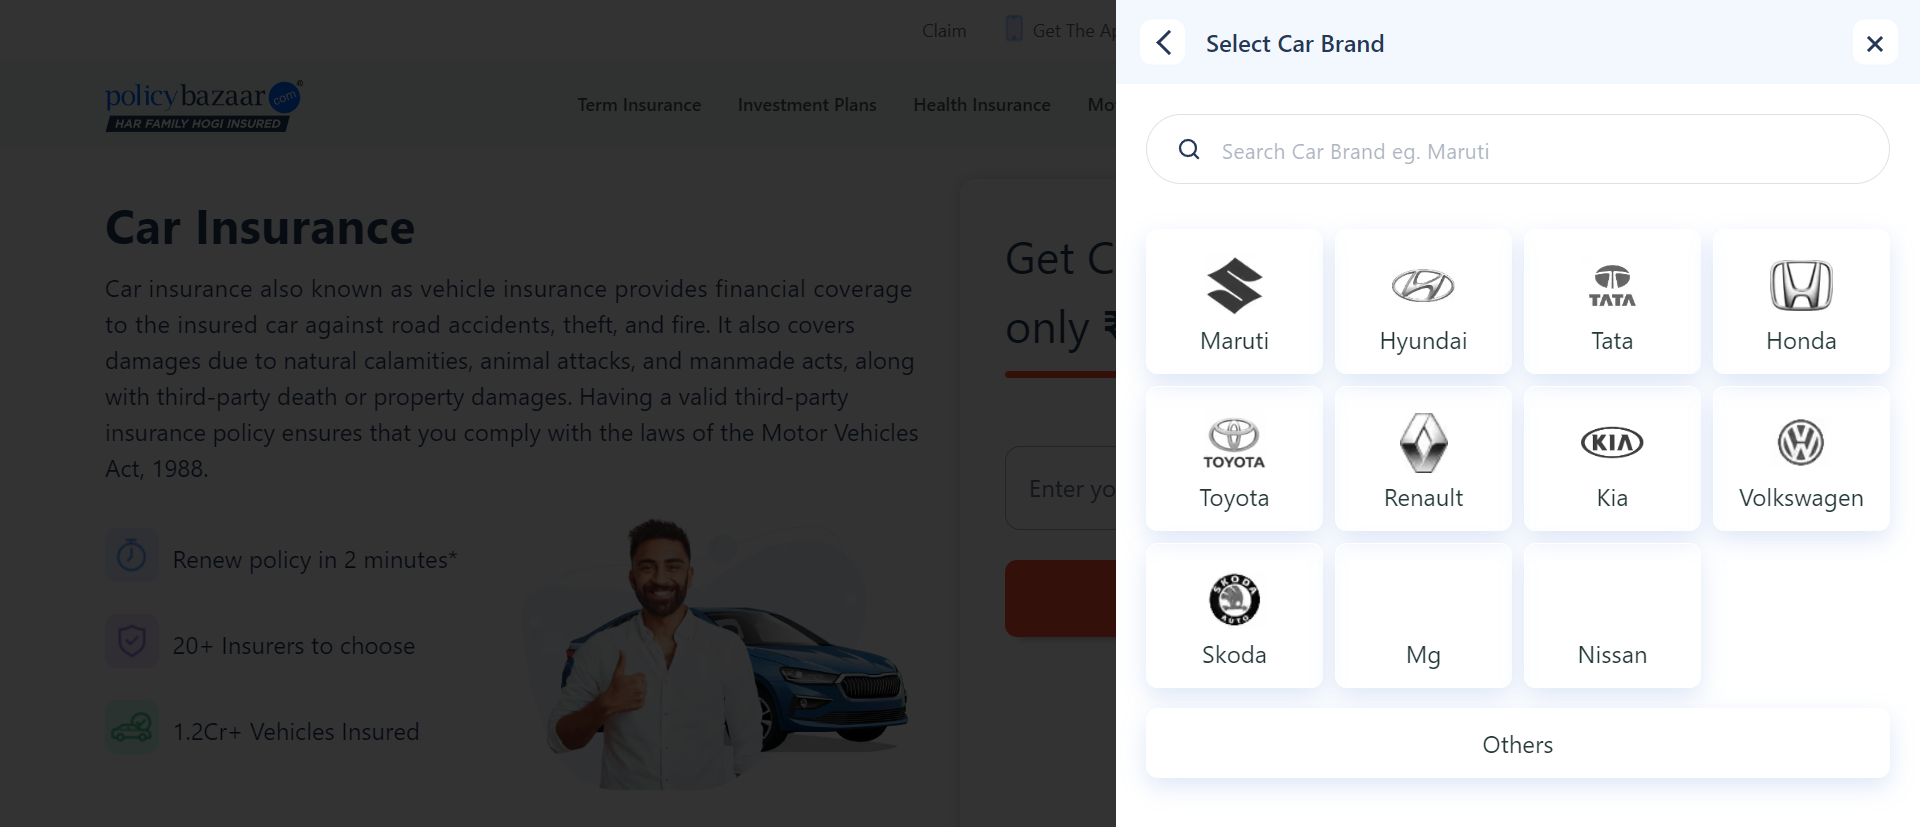 Claim
Get The Ap
policybazaar.com®
HAR FAMILY HOGI INSURED
Term Insurance
Investment Plans
Health Insurance
Mo
Car Insurance
Car insurance also known as vehicle insurance provides financial coverage
to the insured car against road accidents, theft, and fire. It also covers
damages due to natural calamities, animal attacks, and manmade acts, along
with third-party death or property damages. Having a valid third-party
insurance policy ensures that you comply with the laws of the Motor Vehicles
Act, 1988.
Renew policy in 2 minutes*
20+ Insurers to choose
1.2Cr+ Vehicles Insured
Get C
only ₹
Enter yo
Select Car Brand
Search Car Brand eg. Maruti
Maruti
Hyundai
TATA
Tata
Honda
TOYOTA
Toyota
Renault
KIA
Kia
Volkswagen
SKODA
AUTO
Skoda
Mg
Nissan
Others